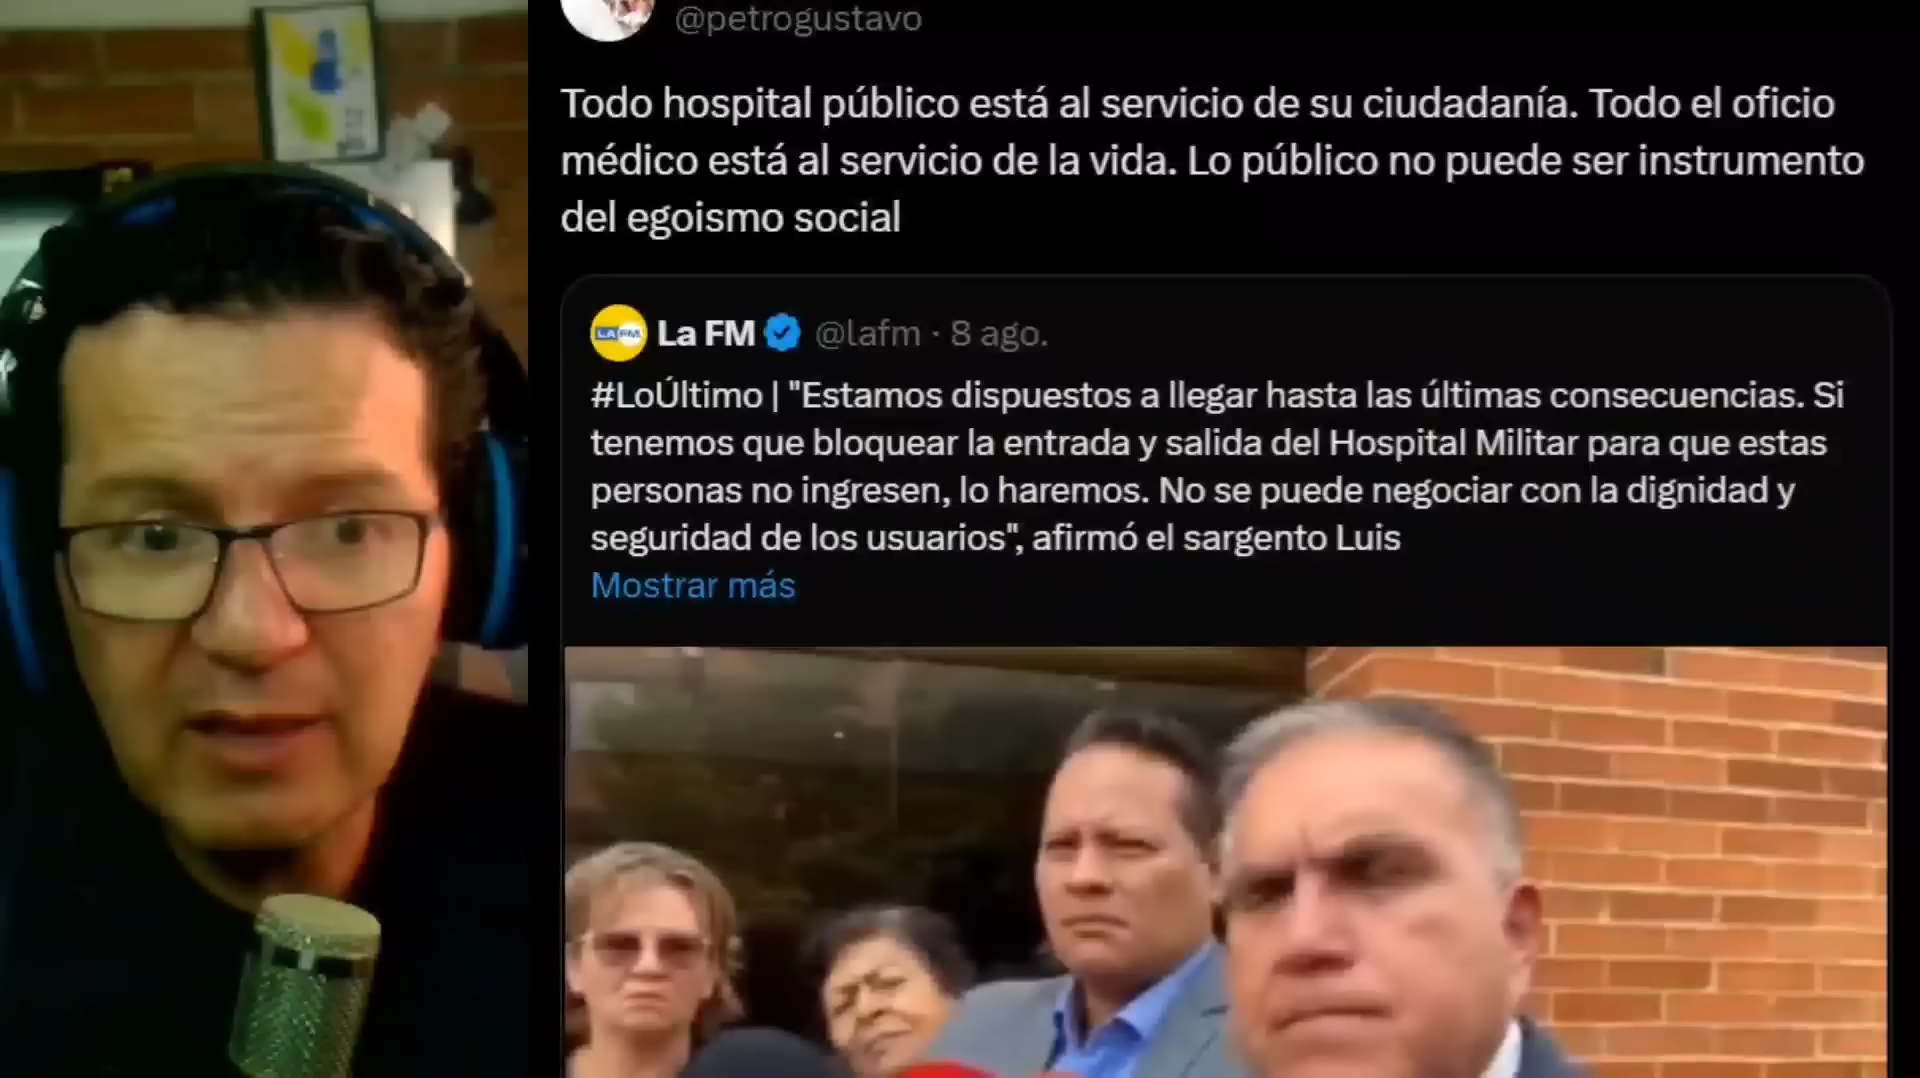 @petrogustavo
Todo hospital público está al servicio de su ciudadanía. Todo el oficio
médico está al servicio de la vida. Lo público no puede ser instrumento
del egoismo social
LA FM
La FM @lafm · 8 ago.
#LoÚltimo | "Estamos dispuestos a llegar hasta las últimas consecuencias. Si
tenemos que bloquear la entrada y salida del Hospital Militar para que estas
personas no ingresen, lo haremos. No se puede negociar con la dignidad y
seguridad de los usuarios", afirmó el sargento Luis
Mostrar más